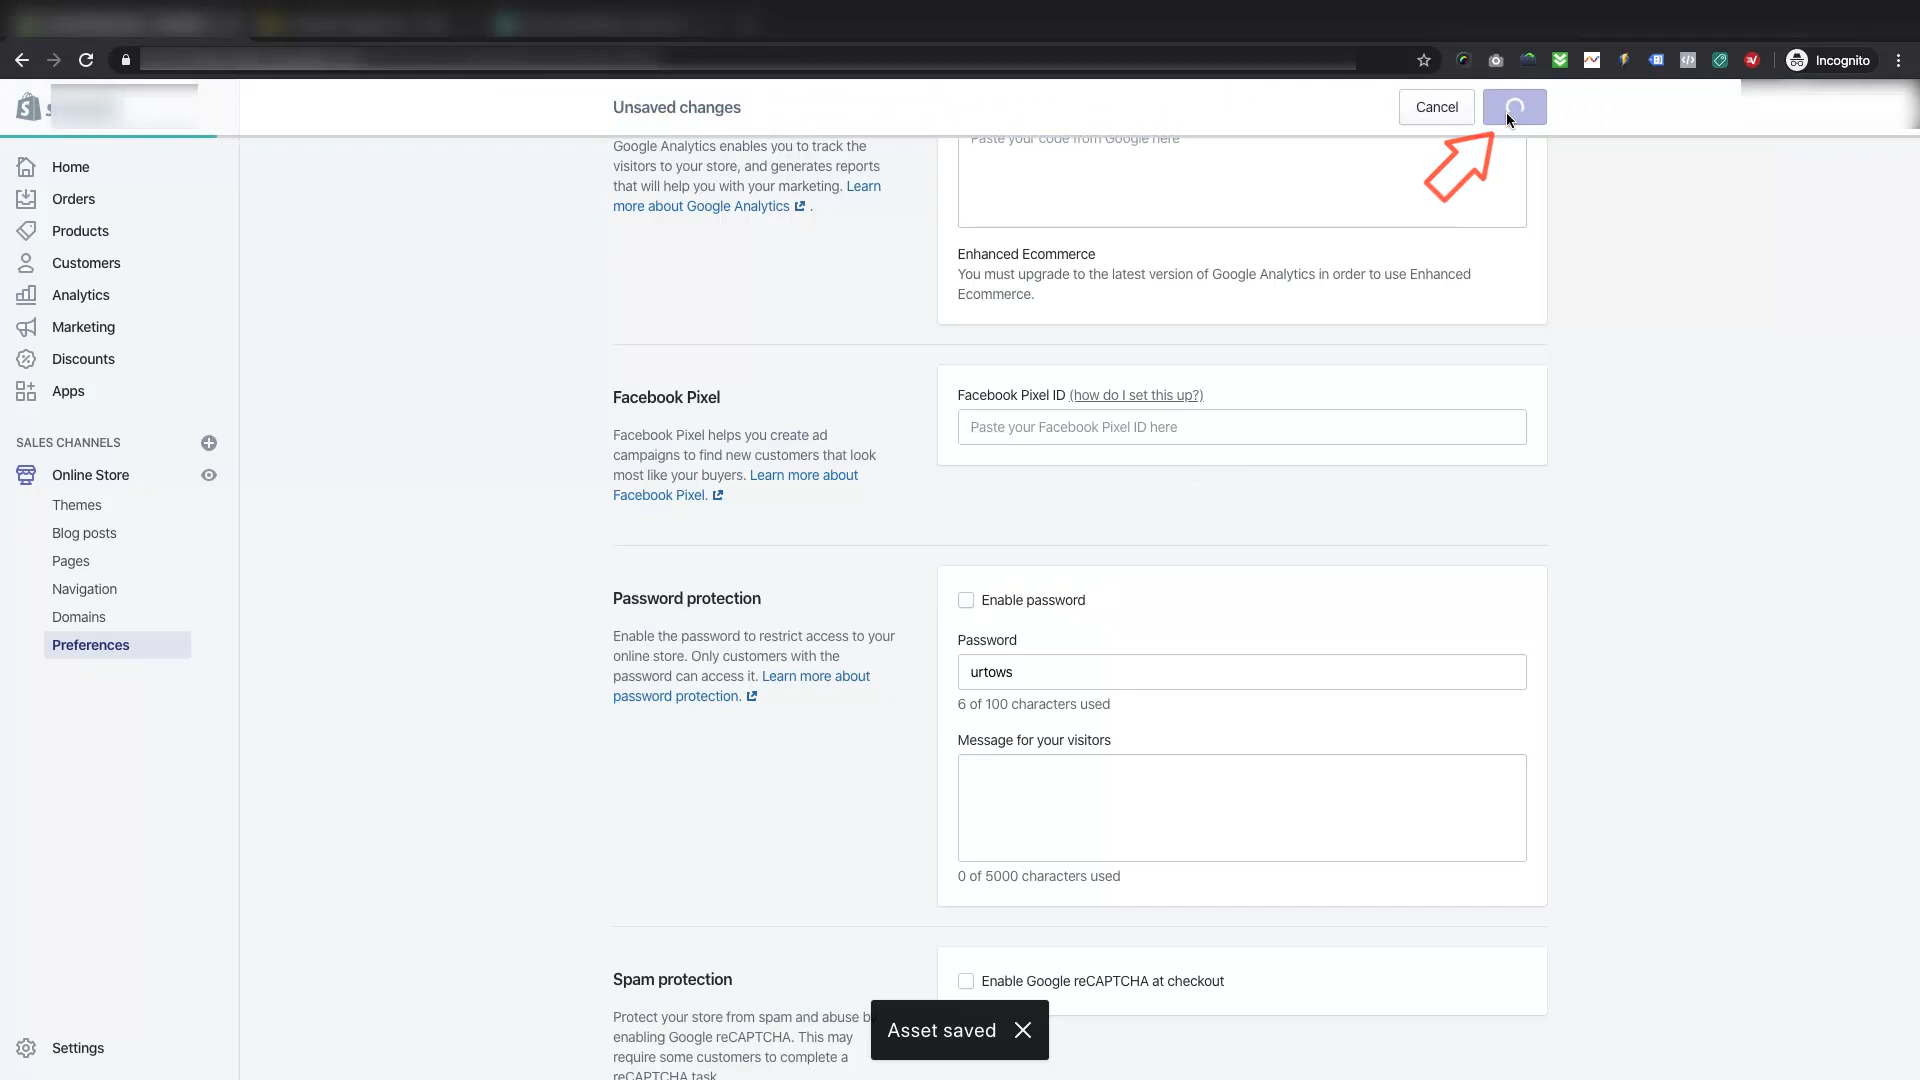 Incognito
Unsaved changes
Cancel
Home
Orders
Products
Customers
Analytics
Marketing
Discounts
Apps
SALES CHANNELS
Online Store
Themes
Blog posts
Pages
Navigation
Domains
Preferences
Settings
Google Analytics enables you to track the
visitors to your store, and generates reports
that will help you with your marketing. Learn
more about Google Analytics .
Paste your code from Google here
Enhanced Ecommerce
You must upgrade to the latest version of Google Analytics in order to use Enhanced
Ecommerce.
Facebook Pixel
Facebook Pixel helps you create ad
campaigns to find new customers that look
most like your buyers. Learn more about
Facebook Pixel.
Facebook Pixel ID (how do I set this up?)
Paste your Facebook Pixel ID here
Password protection
Enable the password to restrict access to your
online store. Only customers with the
password can access it. Learn more about
password protection.
Enable password
Password
urtows
6 of 100 characters used
Message for your visitors
0 of 5000 characters used
Spam protection
Protect your store from spam and abuse
enabling Google reCAPTCHA. This may
require some customers to complete a
reCAPTCHA task
Enable Google reCAPTCHA at checkout
Asset saved